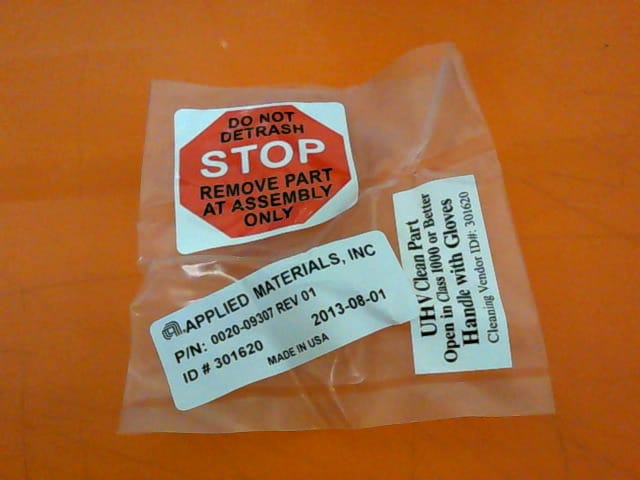 DO NOT
DETRASH
STOP
REMOVE PART
AT ASSEMBLY
ONLY
APPLIED MATERIALS, INC
P/N: 0020-09307 REV 01
ID # 301620
2013-08-01
MADE IN USA
UHV Clean Part
Open in Class 1000 or Better
Handle with Gloves
Cleaning Vendor ID#: 301620